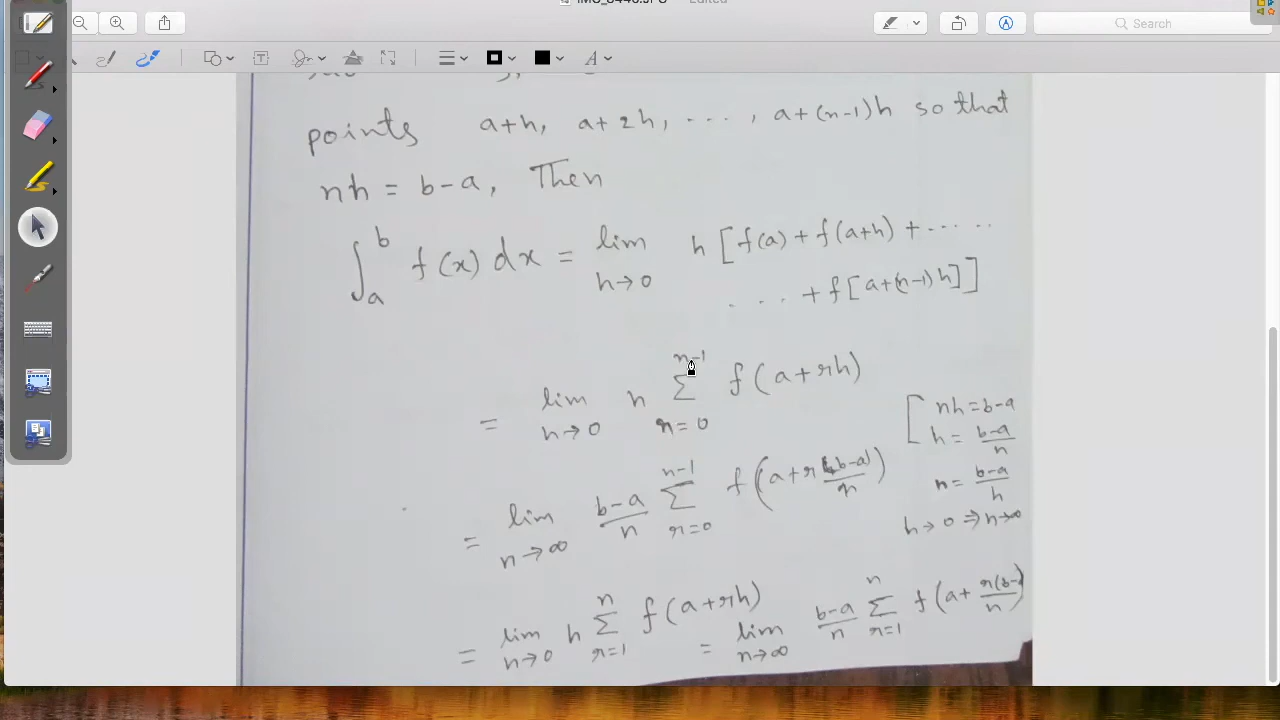 Search
points a+h, a+2h, ...., a+(n-1)h so that
nh = b-a, Then
∫_a^b f(x) dx = lim_{h→0} h [f(a) + f(a+h) + ......
.... + f[a+(n-1)h]]
= lim_{h→0} h Σ_{r=0}^{n-1} f(a+rh)
[nh = b-a
h = (b-a)/n
= lim_{n→∞} (b-a)/n Σ_{r=0}^{n-1} f(a+r(b-a)/n)
n = (b-a)/h
h→0 ⇒ n→∞
= lim_{h→0} h Σ_{r=1}^{n} f(a+rh) = lim_{n→∞} (b-a)/n Σ_{r=1}^{n} f(a+ r(b-/n)